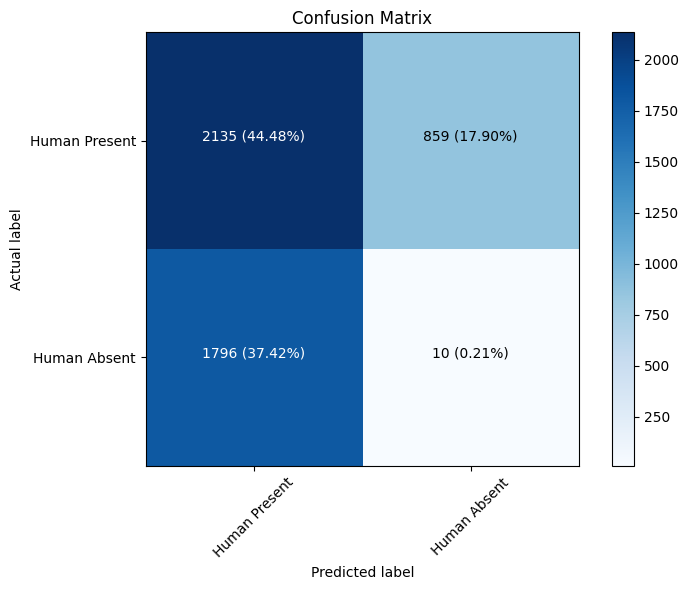 Confusion Matrix
Actual label
Human Present
2135 (44.48%)
859 (17.90%)
Human Absent
1796 (37.42%)
10 (0.21%)
Human Present
Human Absent
Predicted label
2000
1750
1500
1250
1000
750
500
250